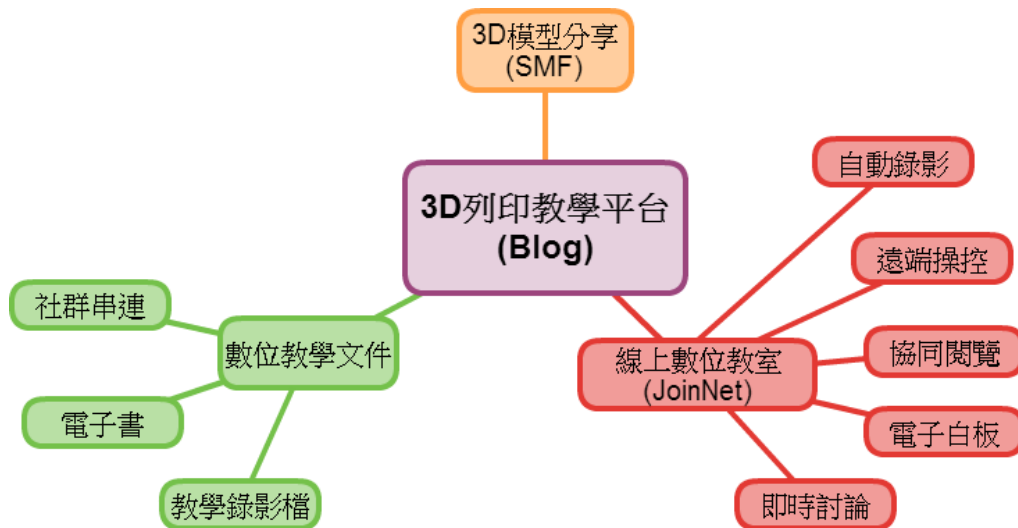 3D模型分享
(SMF)
3D列印教學平台
(Blog)
自動錄影
遠端操控
社群串連
數位教學文件
線上數位教室
(JoinNet)
協同閱覽
電子書
電子白板
教學錄影檔
即時討論